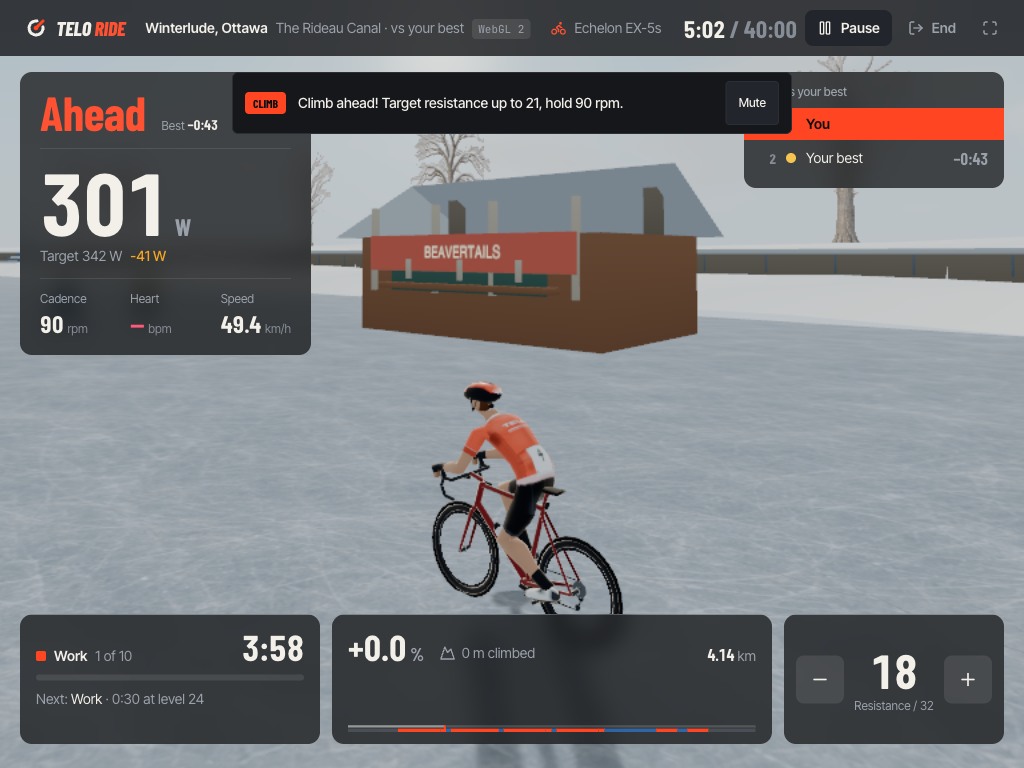 TELO RIDE
Winterlude, Ottawa The Rideau Canal · vs your best WebGL 2
Echelon EX-5s
5:02 / 40:00
Pause
End
Ahead
Best −0:43
CLIMB Climb ahead! Target resistance up to 21, hold 90 rpm.
Mute
s your best
You
2 Your best −0:43
301 W
Target 342 W -41 W
Cadence Heart Speed
90 rpm — bpm 49.4 km/h
BEAVERTAILS
Work 1 of 10 3:58
Next: Work · 0:30 at level 24
+0.0 % 0 m climbed 4.14 km
− 18 +
Resistance / 32